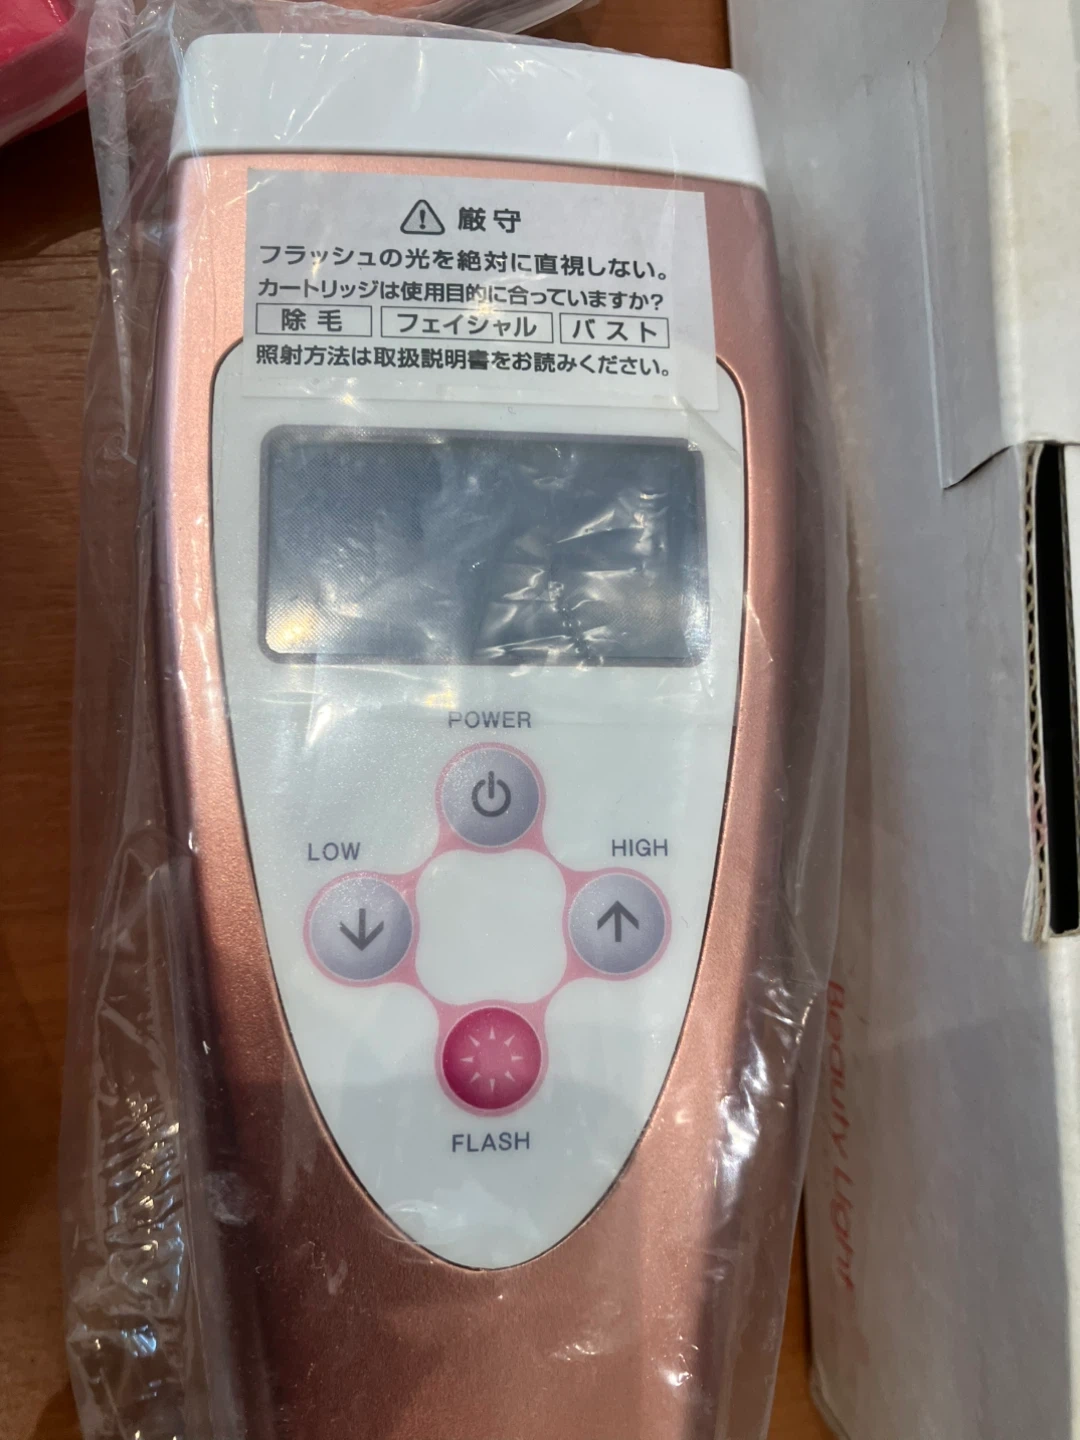 ⚠ 厳守
フラッシュの光を絶対に直視しない。
カートリッジは使用目的に合っていますか?
除毛 フェイシャル バスト
照射方法は取扱説明書をお読みください。
POWER
LOW
HIGH
FLASH
Beauty Light